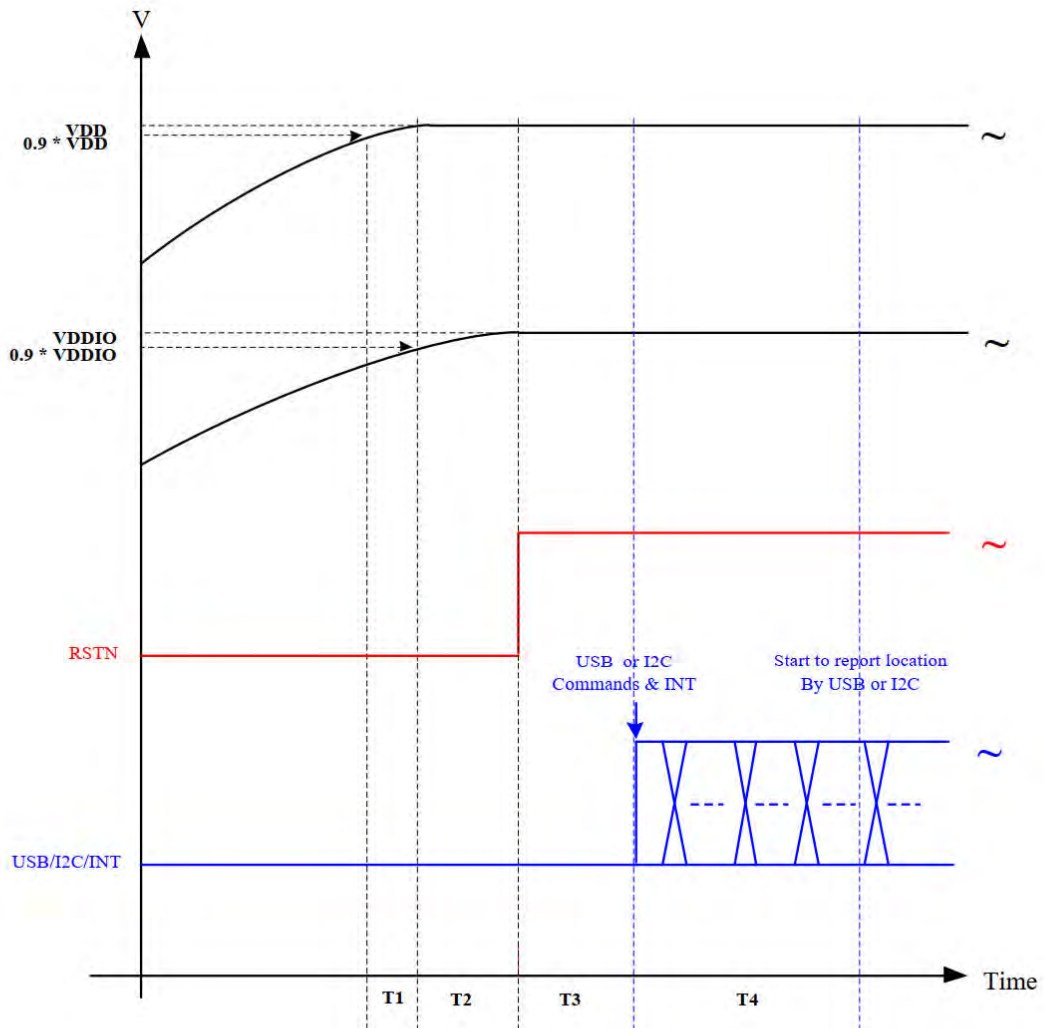 V
VDD
0.9 * VDD
~
VDDIO
0.9 * VDDIO
~
~
RSTN
USB or I2C
Commands & INT
Start to report location
By USB or I2C
~
USB/I2C/INT
Time
T1 T2 T3 T4